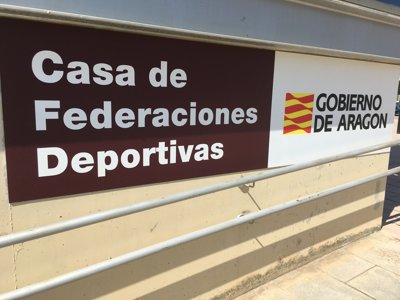 Casa de
Federaciones
Deportivas
GOBIERNO
DE ARAGON